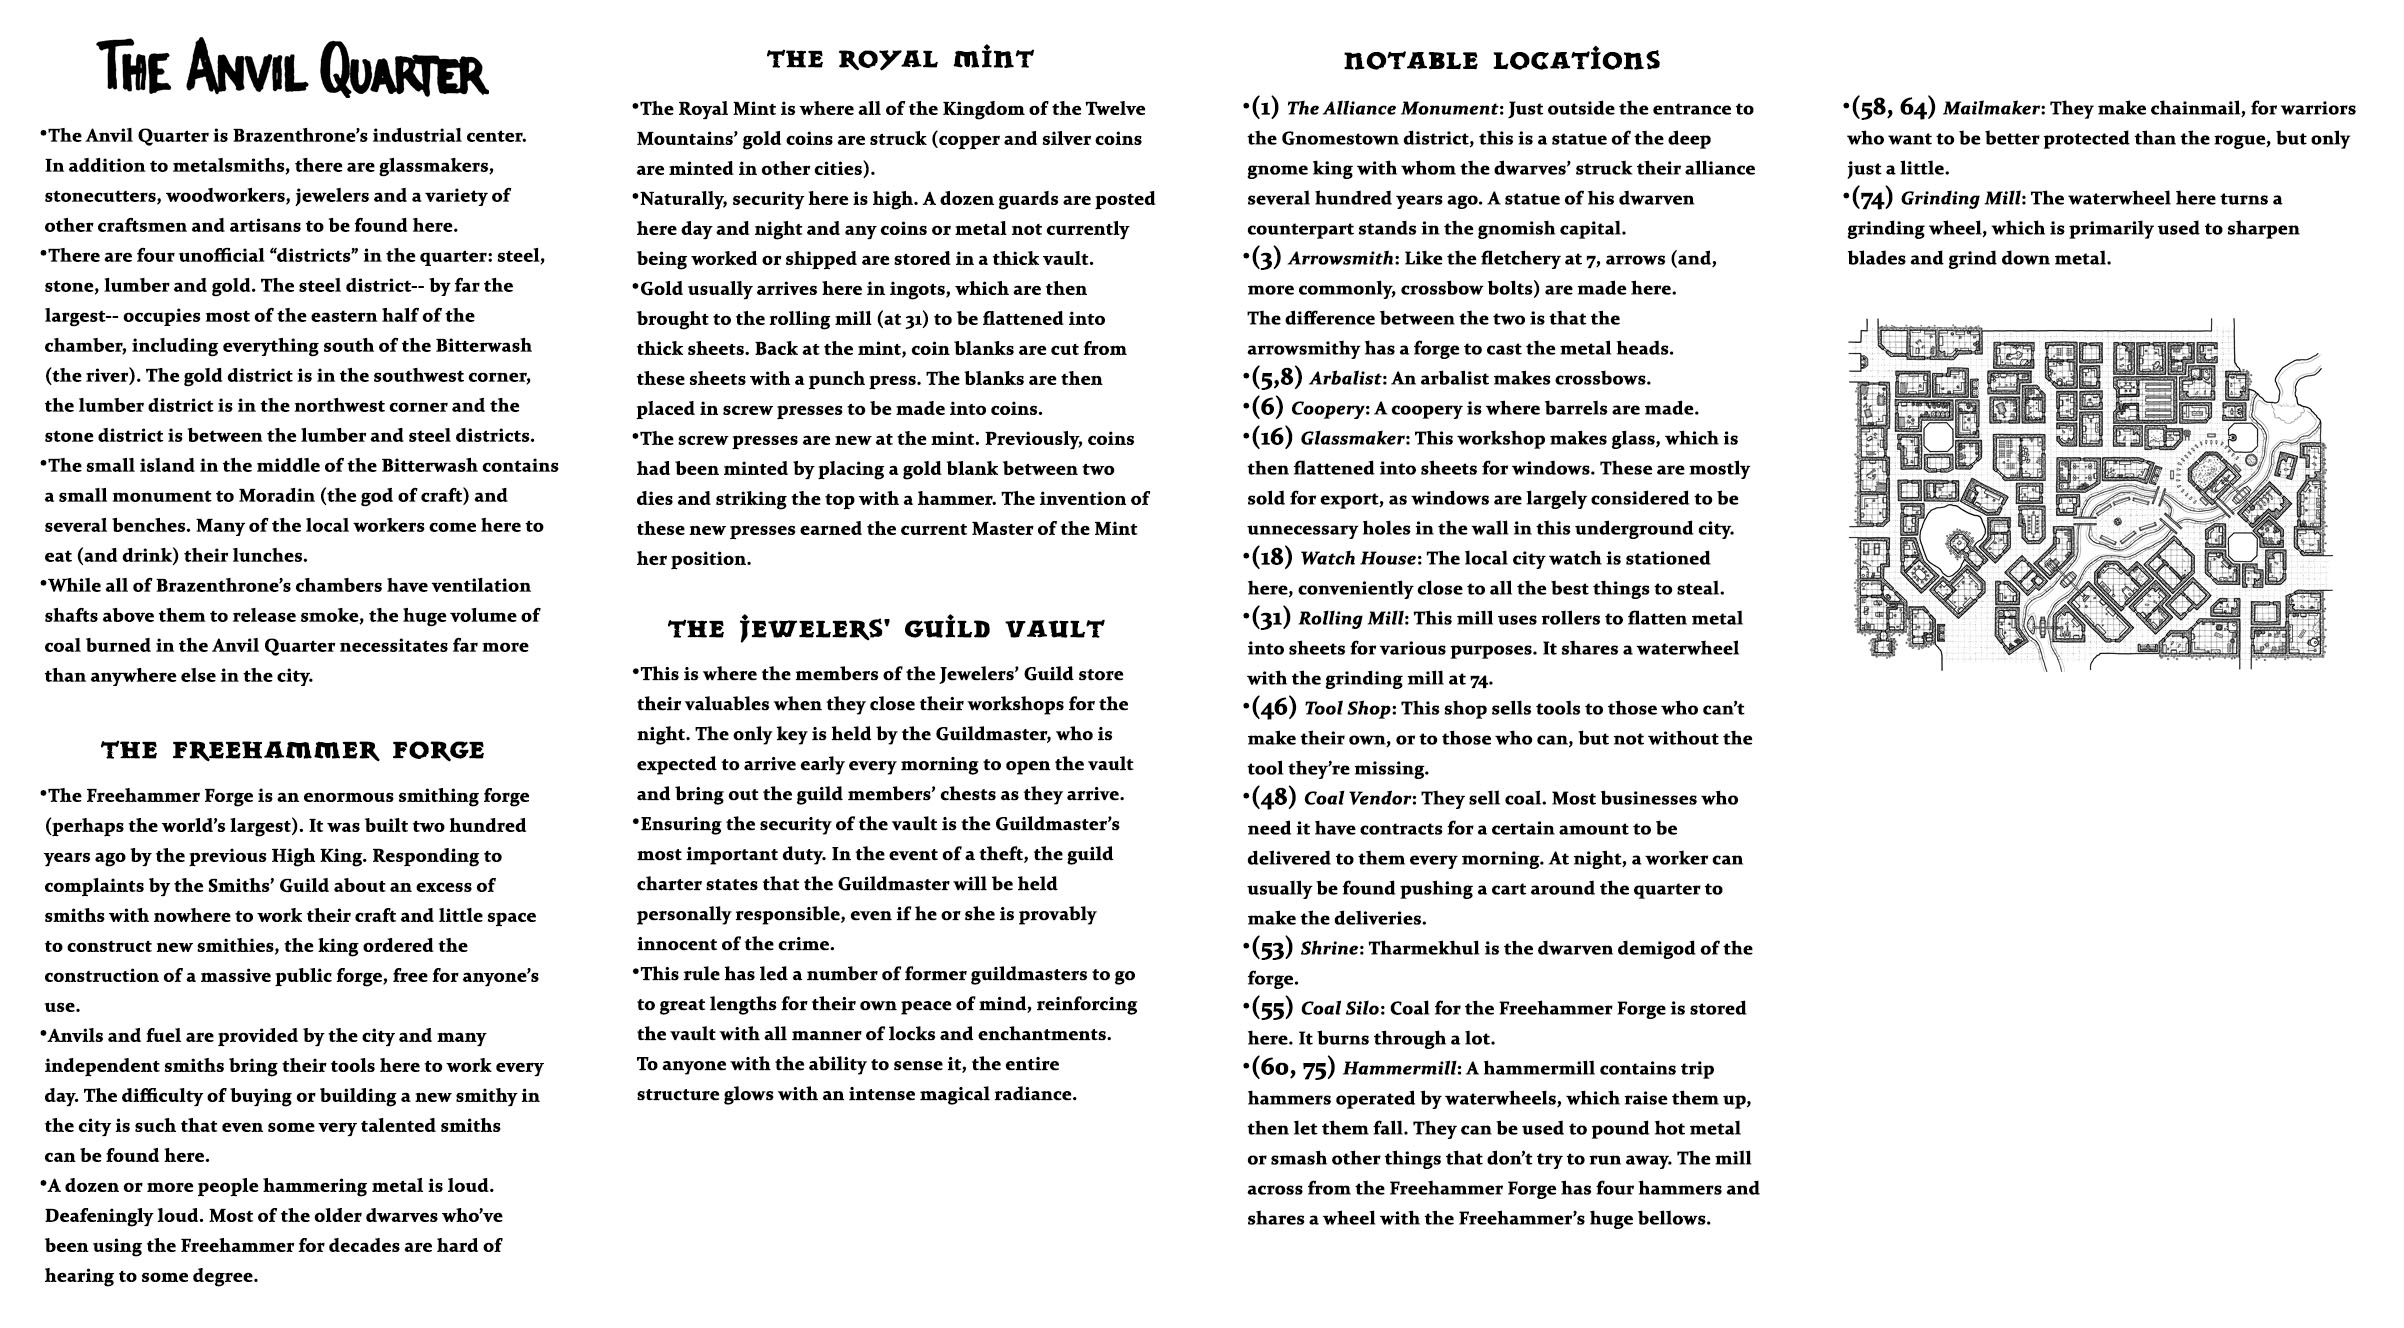 The Anvil Quarter
•The Anvil Quarter is Brazenthrone's industrial center.
In addition to metalsmiths, there are glassmakers,
stonecutters, woodworkers, jewelers and a variety of
other craftsmen and artisans to be found here.
•There are four unofficial “districts” in the quarter: steel,
stone, lumber and gold. The steel district-- by far the
largest-- occupies most of the eastern half of the
chamber, including everything south of the Bitterwash
(the river). The gold district is in the southwest corner,
the lumber district is in the northwest corner and the
stone district is between the lumber and steel districts.
•The small island in the middle of the Bitterwash contains
a small monument to Moradin (the god of craft) and
several benches. Many of the local workers come here to
eat (and drink) their lunches.
•While all of Brazenthrone's chambers have ventilation
shafts above them to release smoke, the huge volume of
coal burned in the Anvil Quarter necessitates far more
than anywhere else in the city.
The Freehammer Forge
•The Freehammer Forge is an enormous smithing forge
(perhaps the world's largest). It was built two hundred
years ago by the previous High King. Responding to
complaints by the Smiths' Guild about an excess of
smiths with nowhere to work their craft and little space
to construct new smithies, the king ordered the
construction of a massive public forge, free for anyone's
use.
•Anvils and fuel are provided by the city and many
independent smiths bring their tools here to work every
day. The difficulty of buying or building a new smithy in
the city is such that even some very talented smiths
can be found here.
•A dozen or more people hammering metal is loud.
Deafeningly loud. Most of the older dwarves who've
been using the Freehammer for decades are hard of
hearing to some degree.
The Royal Mint
•The Royal Mint is where all of the Kingdom of the Twelve
Mountains' gold coins are struck (copper and silver coins
are minted in other cities).
•Naturally, security here is high. A dozen guards are posted
here day and night and any coins or metal not currently
being worked or shipped are stored in a thick vault.
•Gold usually arrives here in ingots, which are then
brought to the rolling mill (at 31) to be flattened into
thick sheets. Back at the mint, coin blanks are cut from
these sheets with a punch press. The blanks are then
placed in screw presses to be made into coins.
•The screw presses are new at the mint. Previously, coins
had been minted by placing a gold blank between two
dies and striking the top with a hammer. The invention of
these new presses earned the current Master of the Mint
her position.
The Jewelers' Guild Vault
•This is where the members of the Jewelers' Guild store
their valuables when they close their workshops for the
night. The only key is held by the Guildmaster, who is
expected to arrive early every morning to open the vault
and bring out the guild members' chests as they arrive.
•Ensuring the security of the vault is the Guildmaster's
most important duty. In the event of a theft, the guild
charter states that the Guildmaster will be held
personally responsible, even if he or she is provably
innocent of the crime.
•This rule has led a number of former guildmasters to go
to great lengths for their own peace of mind, reinforcing
the vault with all manner of locks and enchantments.
To anyone with the ability to sense it, the entire
structure glows with an intense magical radiance.
Notable Locations
•(1) The Alliance Monument: Just outside the entrance to
the Gnomestown district, this is a statue of the deep
gnome king with whom the dwarves' struck their alliance
several hundred years ago. A statue of his dwarven
counterpart stands in the gnomish capital.
•(3) Arrowsmith: Like the fletchery at 7, arrows (and,
more commonly, crossbow bolts) are made here.
The difference between the two is that the
arrowsmithy has a forge to cast the metal heads.
•(5,8) Arbalist: An arbalist makes crossbows.
•(6) Coopery: A coopery is where barrels are made.
•(16) Glassmaker: This workshop makes glass, which is
then flattened into sheets for windows. These are mostly
sold for export, as windows are largely considered to be
unnecessary holes in the wall in this underground city.
•(18) Watch House: The local city watch is stationed
here, conveniently close to all the best things to steal.
•(31) Rolling Mill: This mill uses rollers to flatten metal
into sheets for various purposes. It shares a waterwheel
with the grinding mill at 74.
•(46) Tool Shop: This shop sells tools to those who can't
make their own, or to those who can, but not without the
tool they're missing.
•(48) Coal Vendor: They sell coal. Most businesses who
need it have contracts for a certain amount to be
delivered to them every morning. At night, a worker can
usually be found pushing a cart around the quarter to
make the deliveries.
•(53) Shrine: Tharmekhul is the dwarven demigod of the
forge.
•(55) Coal Silo: Coal for the Freehammer Forge is stored
here. It burns through a lot.
•(60, 75) Hammermill: A hammermill contains trip
hammers operated by waterwheels, which raise them up,
then let them fall. They can be used to pound hot metal
or smash other things that don't try to run away. The mill
across from the Freehammer Forge has four hammers and
shares a wheel with the Freehammer's huge bellows.
•(58, 64) Mailmaker: They make chainmail, for warriors
who want to be better protected than the rogue, but only
just a little.
•(74) Grinding Mill: The waterwheel here turns a
grinding wheel, which is primarily used to sharpen
blades and grind down metal.